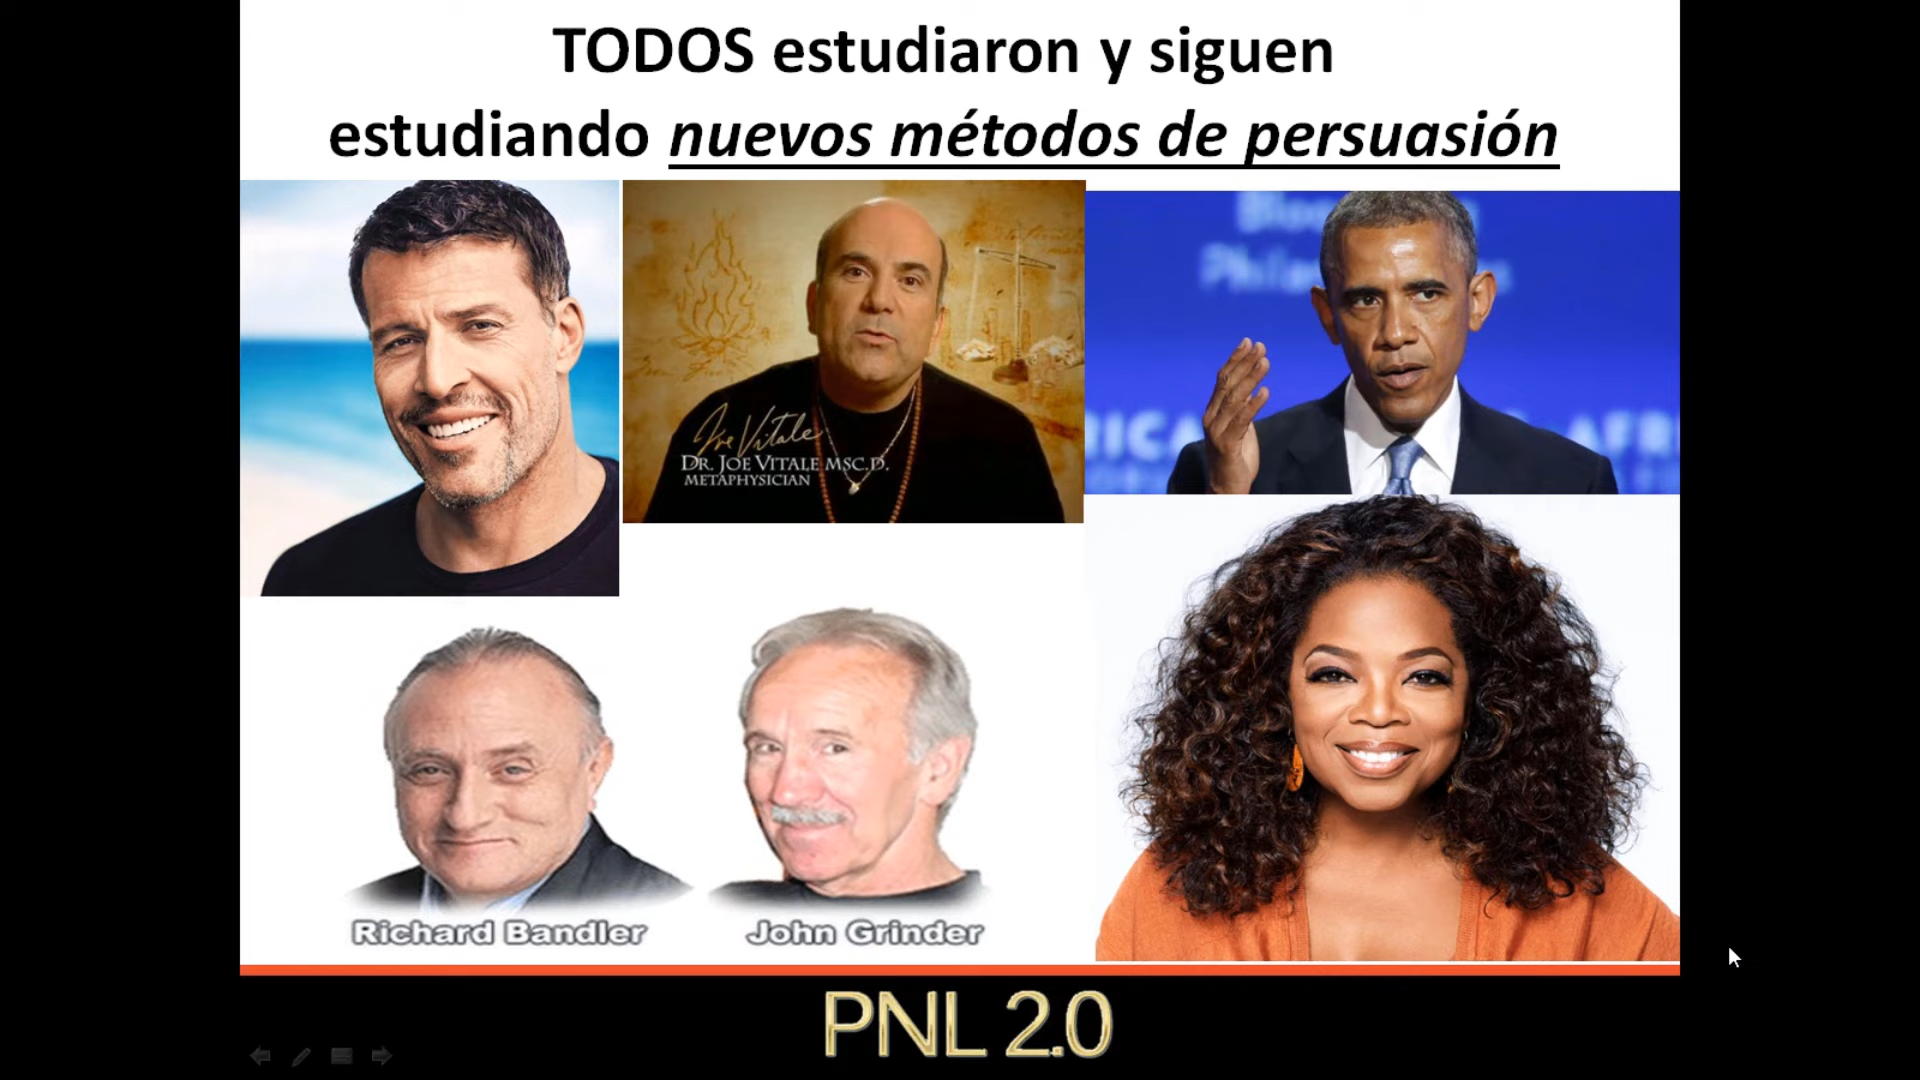 TODOS estudiaron y siguen
estudiando nuevos métodos de persuasión
Joe Vitale
DR. JOE VITALE MSC.D.
METAPHYSICIAN
Richard Bandler
John Grinder
PNL 2.0